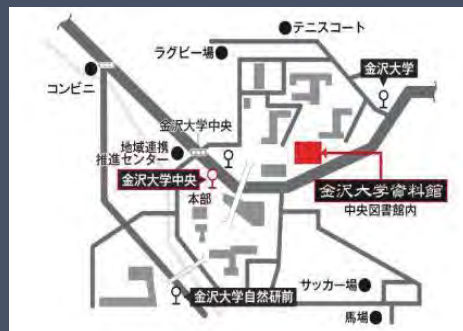 テニスコート
ラグビー場
金沢大学
コンビニ
金沢大学中央
地域連携
推進センター
金沢大学中央
本部
金沢大学資料館
中央図書館内
金沢大学自然研前
サッカー場
馬場